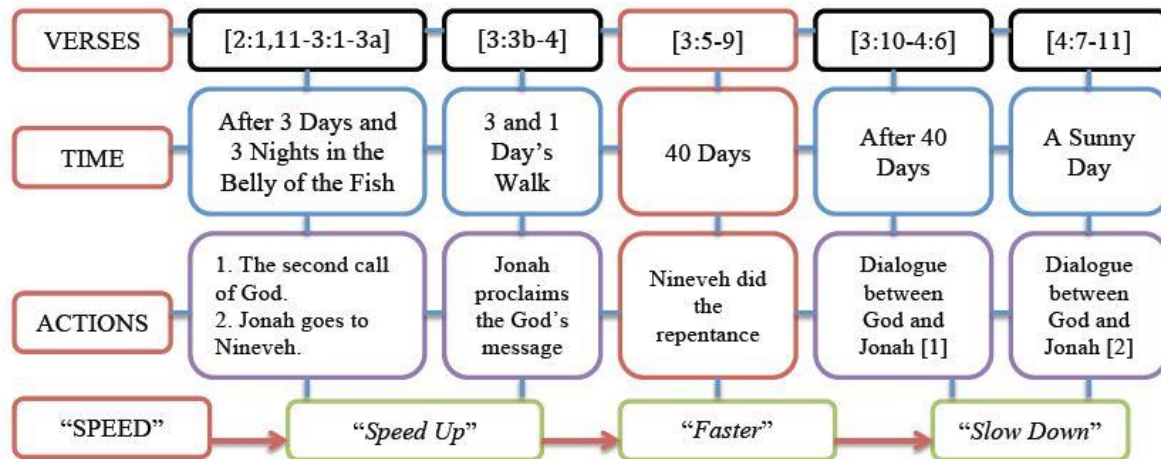 VERSES
[2:1,11-3:1-3a]
[3:3b-4]
[3:5-9]
[3:10-4:6]
[4:7-11]
TIME
After 3 Days and
3 Nights in the
Belly of the Fish
3 and 1
Day’s
Walk
40 Days
After 40
Days
A Sunny
Day
ACTIONS
1. The second call
of God.
2. Jonah goes to
Nineveh.
Jonah
proclaims
the God’s
message
Nineveh did
the
repentance
Dialogue
between
God and
Jonah [1]
Dialogue
between
God and
Jonah [2]
“SPEED”
“Speed Up”
“Faster”
“Slow Down”